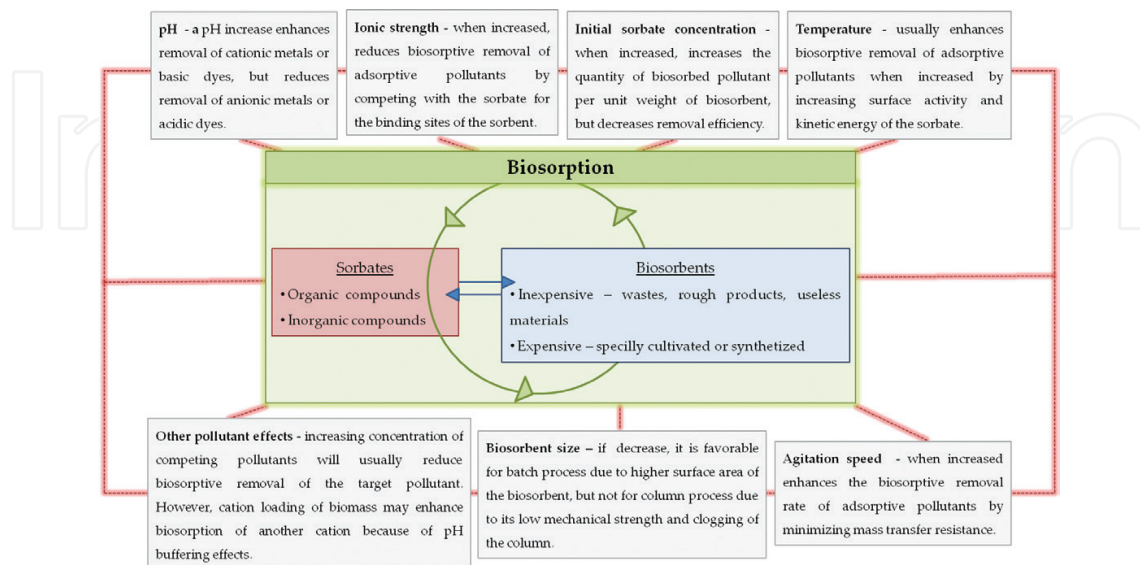 pH - a pH increase enhances
removal of cationic metals or
basic dyes, but reduces
removal of anionic metals or
acidic dyes.
Ionic strength - when increased,
reduces biosorptive removal of
adsorptive pollutants by
competing with the sorbate for
the binding sites of the sorbent.
Initial sorbate concentration -
when increased, increases the
quantity of biosorbed pollutant
per unit weight of biosorbent,
but decreases removal efficiency.
Temperature - usually enhances
biosorptive removal of adsorptive
pollutants when increased by
increasing surface activity and
kinetic energy of the sorbate.
Biosorption
Sorbates
• Organic compounds
• Inorganic compounds
Biosorbents
• Inexpensive – wastes, rough products, useless
materials
• Expensive – specilly cultivated or synthetized
Other pollutant effects - increasing concentration of
competing pollutants will usually reduce
biosorptive removal of the target pollutant.
However, cation loading of biomass may enhance
biosorption of another cation because of pH
buffering effects.
Biosorbent size – if decrease, it is favorable
for batch process due to higher surface area of
the biosorbent, but not for column process due
to its low mechanical strength and clogging of
the column.
Agitation speed - when increased
enhances the biosorptive removal
rate of adsorptive pollutants by
minimizing mass transfer resistance.